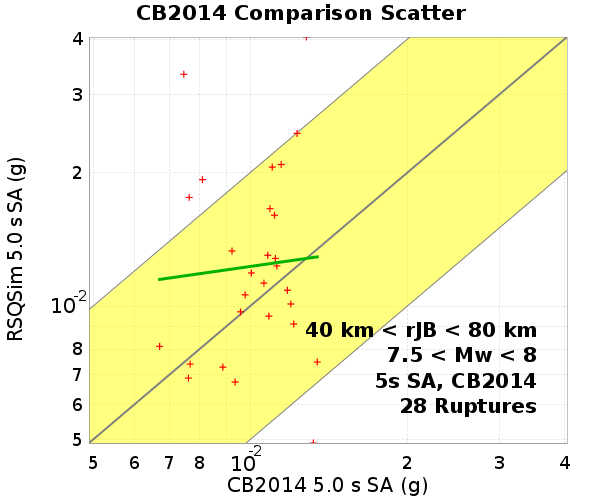 CB2014 Comparison Scatter
RSQSim 5.0 s SA (g)
4
3
2
10-2
8
7
6
5
40 km < rJB < 80 km
7.5 < Mw < 8
5s SA, CB2014
28 Ruptures
5 6 7 8 10-2 2 3 4
CB2014 5.0 s SA (g)